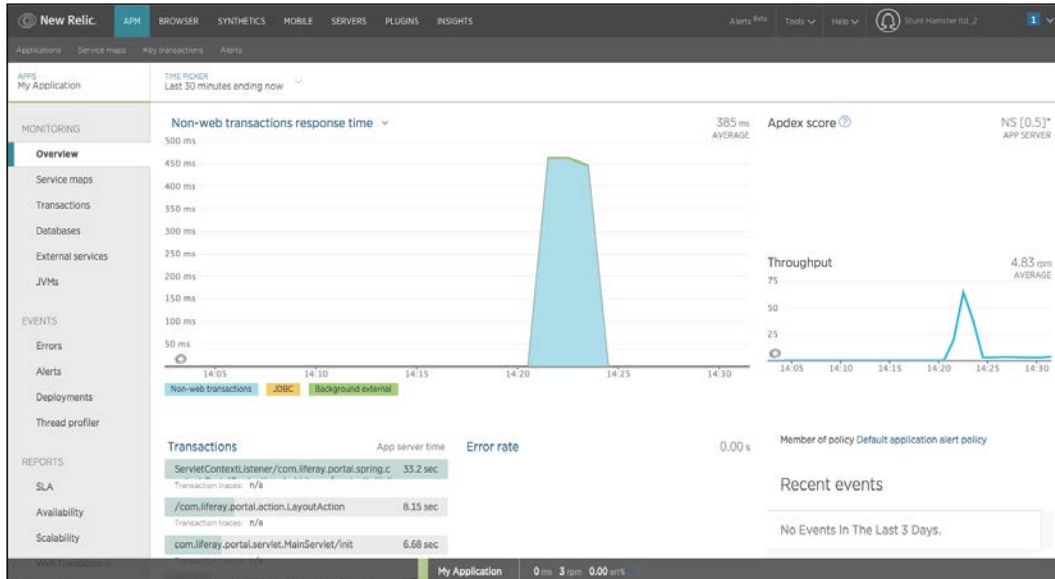 New Relic.
APM BROWSER SYNTHETICS MOBILE SERVERS PLUGINS INSIGHTS
Alerts Beta Tools Help Stunt Hamster ltd_2 1
Applications Service maps Key transactions Alerts
APPS
My Application
TIME PICKER
Last 30 minutes ending now
MONITORING
Overview
Service maps
Transactions
Databases
External services
JVMs
EVENTS
Errors
Alerts
Deployments
Thread profiler
REPORTS
SLA
Availability
Scalability
Web transactions
Non-web transactions response time
385 ms
AVERAGE
500 ms
450 ms
400 ms
350 ms
300 ms
250 ms
200 ms
150 ms
100 ms
50 ms
14:05 14:10 14:15 14:20 14:25 14:30
Non-web transactions JDBC Background external
Apdex score ?
NS [0.5]*
APP SERVER
Throughput
4.83 rpm
AVERAGE
75
50
25
14:05 14:10 14:15 14:20 14:25 14:30
Transactions App server time
ServletContextListener/com.liferay.portal.spring.c 33.2 sec
Transaction traces: n/a
/com.liferay.portal.action.LayoutAction 8.15 sec
Transaction traces: n/a
com.liferay.portal.servlet.MainServlet/init 6.68 sec
Error rate
0.00 %
Member of policy Default application alert policy
Recent events
No Events In The Last 3 Days.
My Application 0 ms 3 rpm 0.00 err%